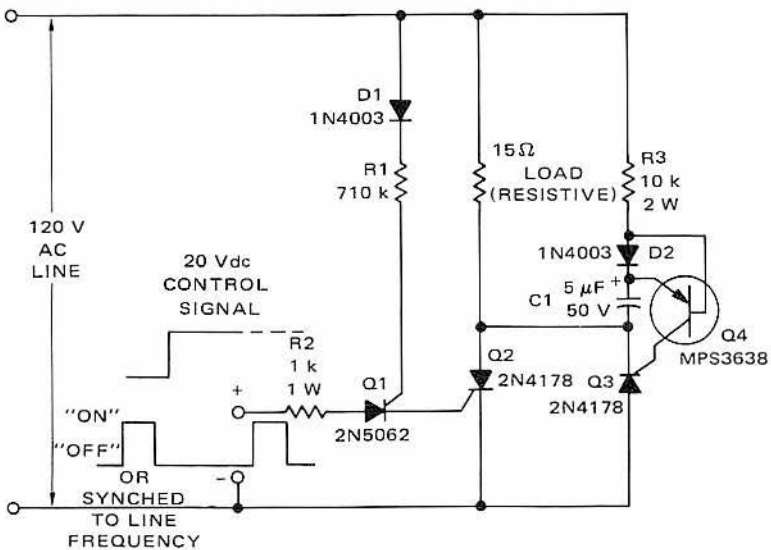 D1
1N4003
R1
710 k
15Ω
LOAD
(RESISTIVE)
R3
10 k
2 W
120 V
AC
LINE
20 Vdc
CONTROL
SIGNAL
1N4003
D2
5 μF +
50 V
C1
Q4
MPS3638
R2
1 k
1 W
Q1
2N5062
Q2
2N4178
Q3
2N4178
+
"ON"
"OFF"
-
OR
SYNCHED
TO LINE
FREQUENCY